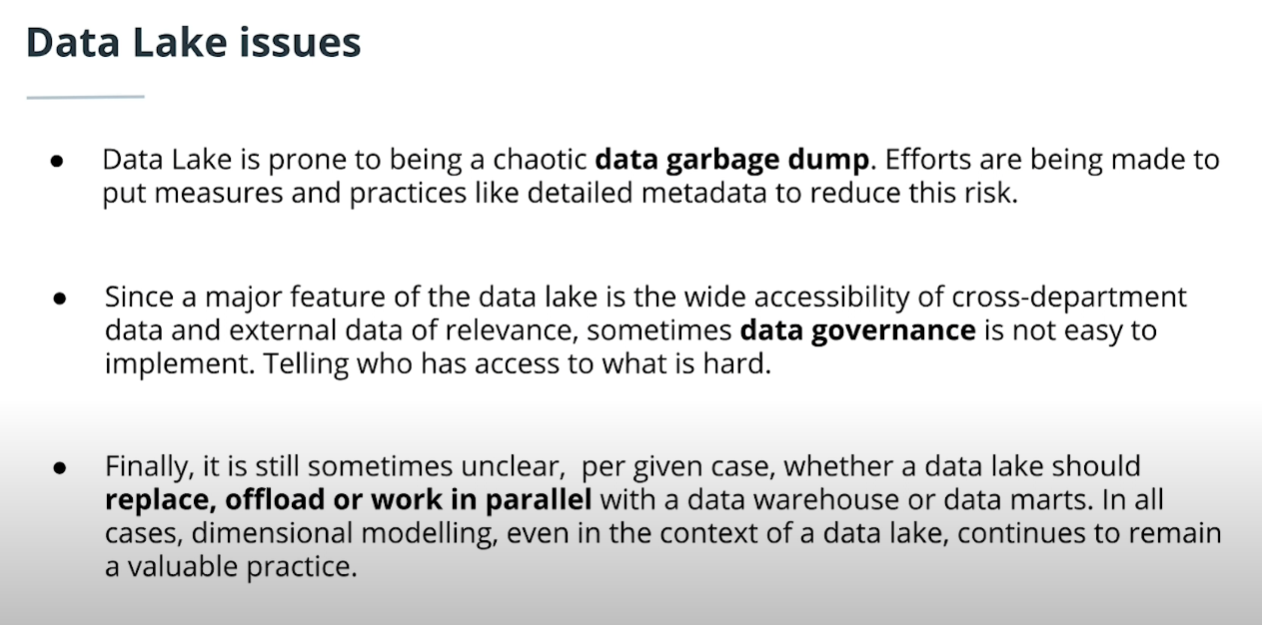 Data Lake issues
● Data Lake is prone to being a chaotic data garbage dump. Efforts are being made to
put measures and practices like detailed metadata to reduce this risk.
● Since a major feature of the data lake is the wide accessibility of cross-department
data and external data of relevance, sometimes data governance is not easy to
implement. Telling who has access to what is hard.
● Finally, it is still sometimes unclear, per given case, whether a data lake should
replace, offload or work in parallel with a data warehouse or data marts. In all
cases, dimensional modelling, even in the context of a data lake, continues to remain
a valuable practice.